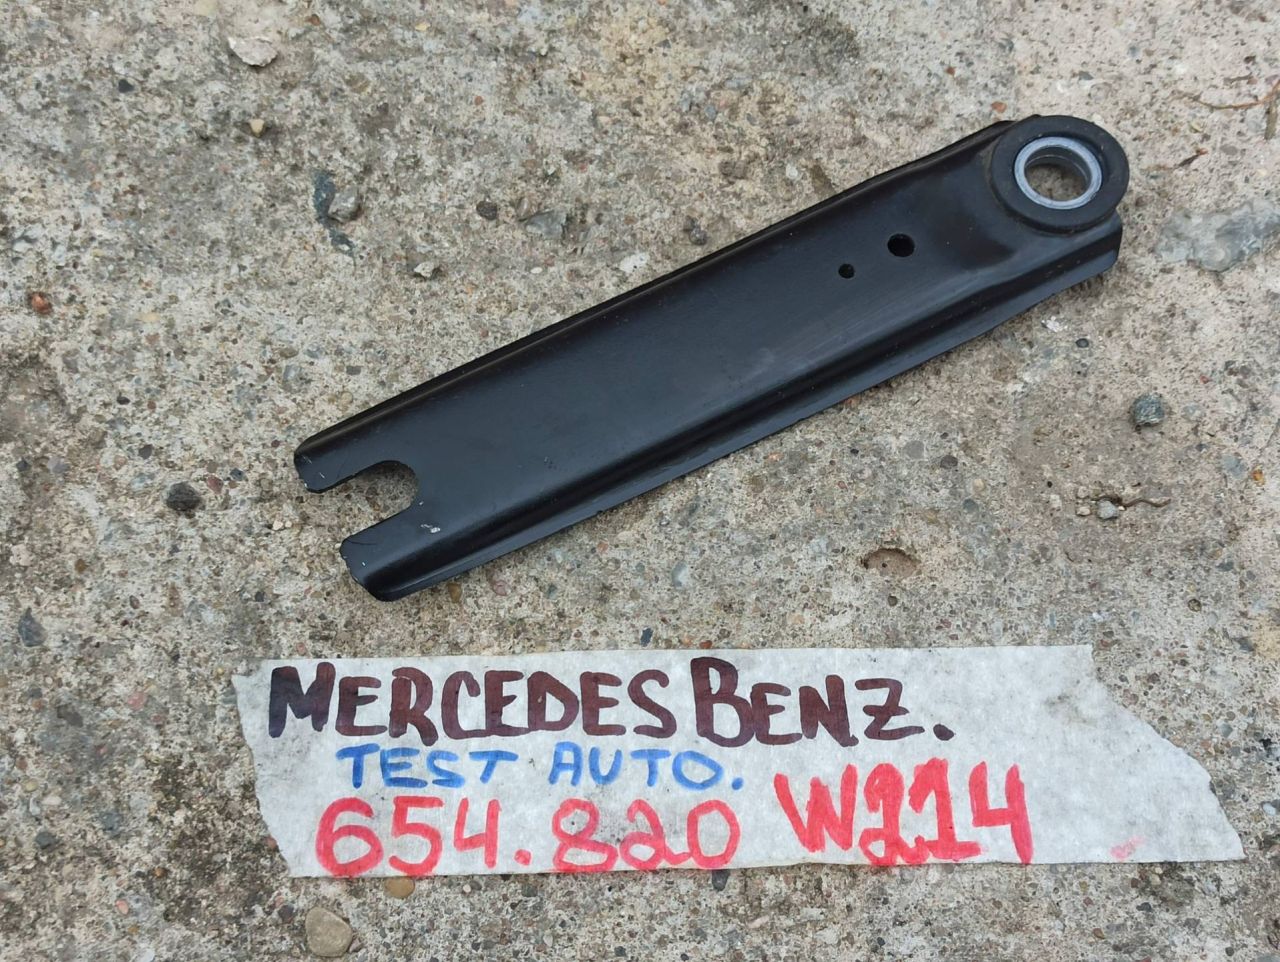 MERCEDES BENZ.
TEST AUTO.
654.820 W214